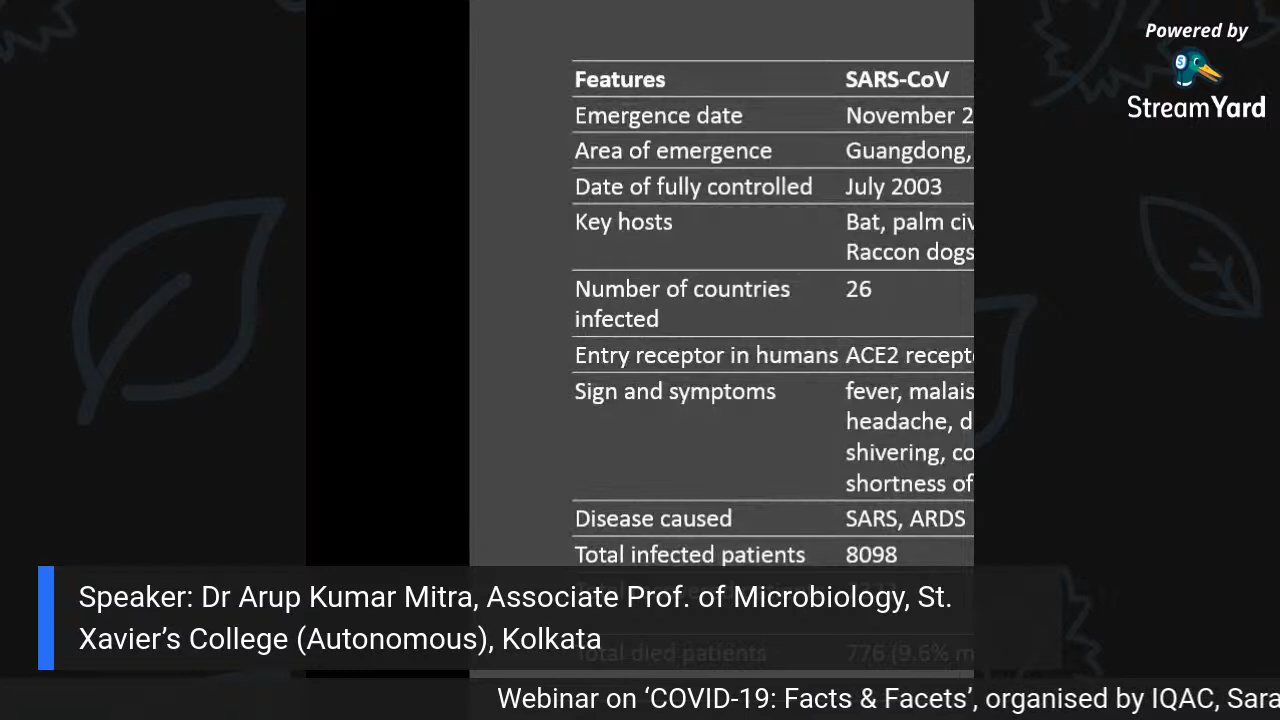 Powered by
StreamYard
Features SARS-CoV
Emergence date November 2
Area of emergence Guangdong,
Date of fully controlled July 2003
Key hosts Bat, palm civ
Raccon dogs
Number of countries 26
infected
Entry receptor in humans ACE2 recept
Sign and symptoms fever, malais
headache, d
shivering, co
shortness of
Disease caused SARS, ARDS
Total infected patients 8098
Speaker: Dr Arup Kumar Mitra, Associate Prof. of Microbiology, St.
Xavier’s College (Autonomous), Kolkata
Total died patients 776 (9.6% m
Webinar on ‘COVID-19: Facts & Facets’, organised by IQAC, Sara